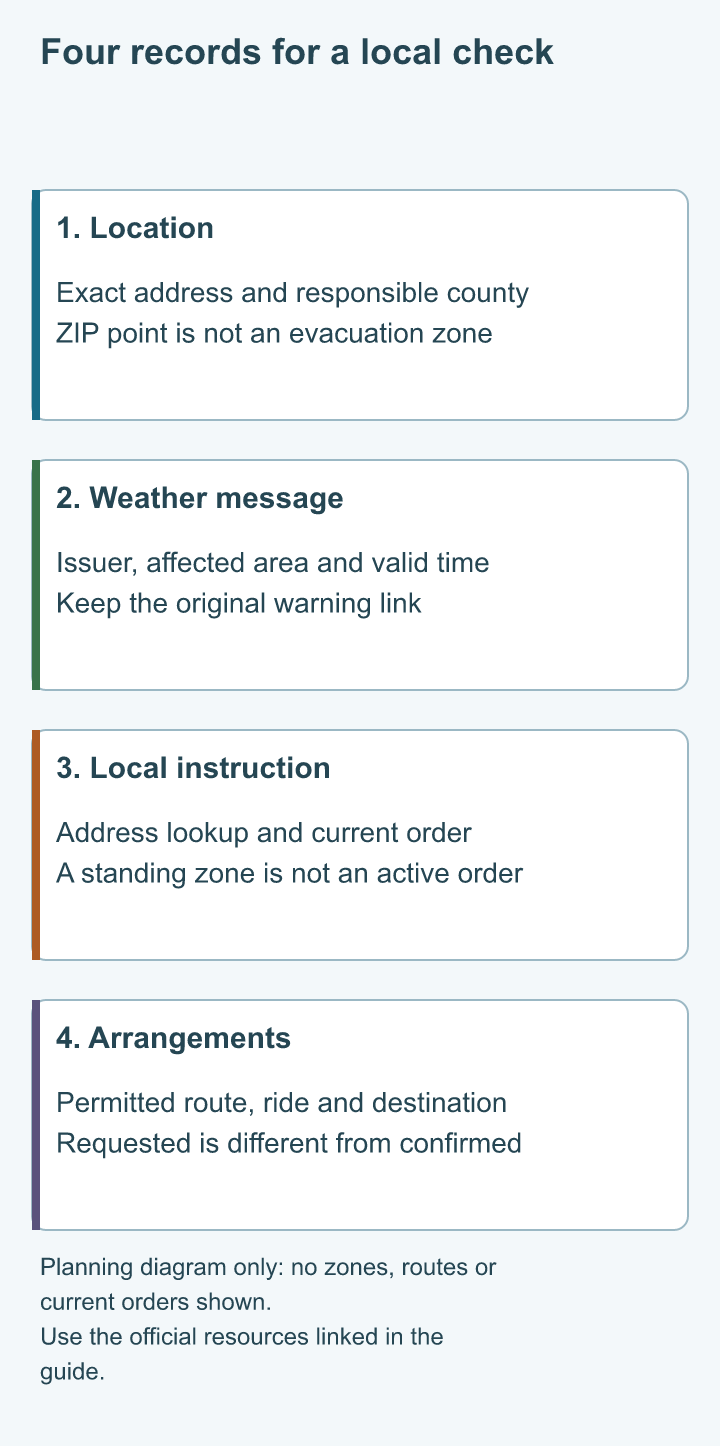 Four records for a local check
1. Location
Exact address and responsible county
ZIP point is not an evacuation zone
2. Weather message
Issuer, affected area and valid time
Keep the original warning link
3. Local instruction
Address lookup and current order
A standing zone is not an active order
4. Arrangements
Permitted route, ride and destination
Requested is different from confirmed
Planning diagram only: no zones, routes or
current orders shown.
Use the official resources linked in the
guide.